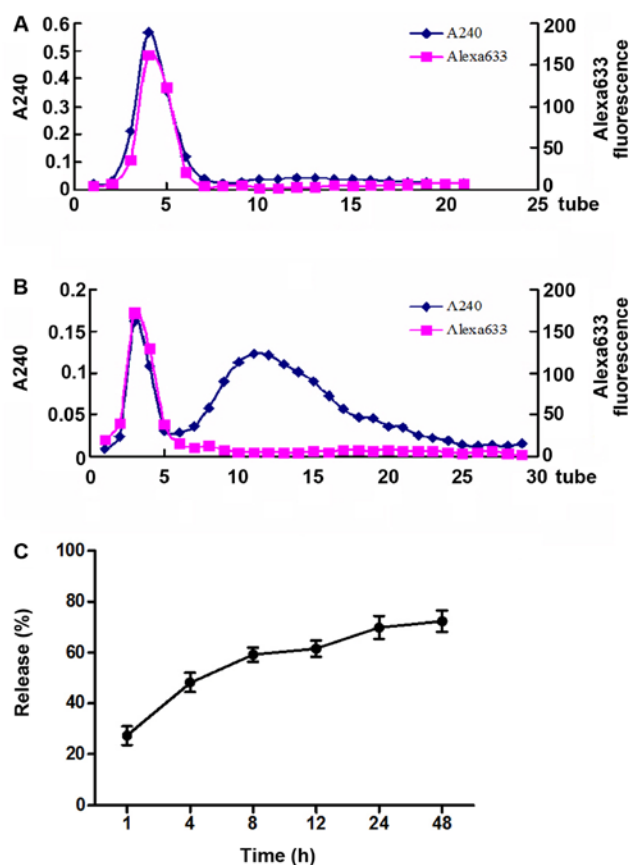 A
A240
Alexa633
0.6
0.5
0.4
0.3
0.2
0.1
0
A240
200
150
100
50
0
Alexa633
fluorescence
0 5 10 15 20 25
tube
B
A240
Alexa633
0.2
0.15
0.1
0.05
0
A240
200
150
100
50
0
Alexa633
fluorescence
0 5 10 15 20 25 30
tube
C
100
80
60
40
20
0
Release (%)
1 4 8 12 24 48
Time (h)